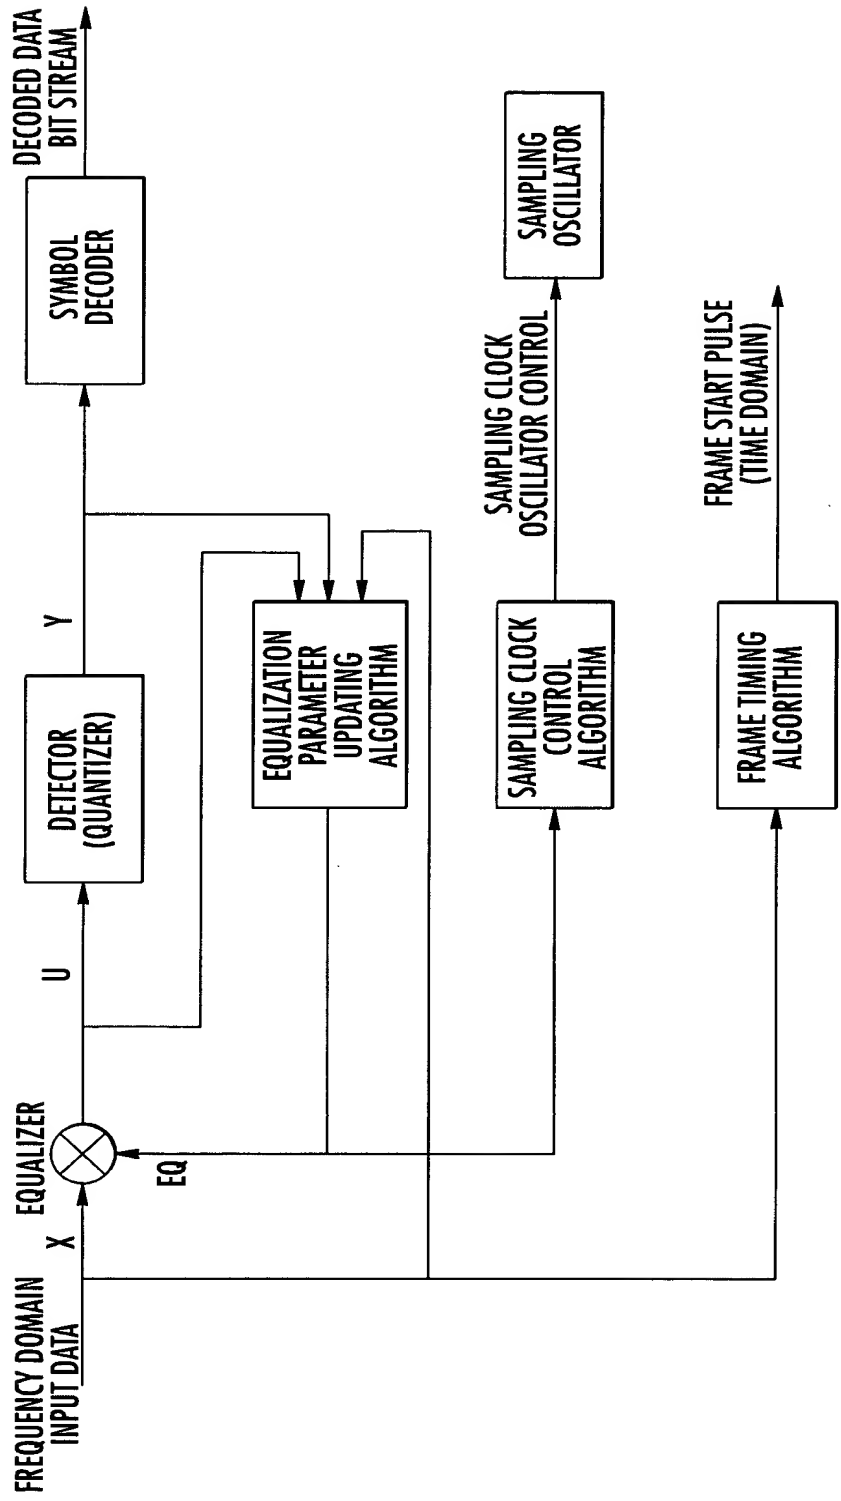 FREQUENCY DOMAIN
INPUT DATA
X
EQUALIZER
EQ
U
DETECTOR
(QUANTIZER)
Y
SYMBOL
DECODER
DECODED DATA
BIT STREAM
EQUALIZATION
PARAMETER
UPDATING
ALGORITHM
SAMPLING CLOCK
CONTROL
ALGORITHM
SAMPLING CLOCK
OSCILLATOR CONTROL
SAMPLING
OSCILLATOR
FRAME TIMING
ALGORITHM
FRAME START PULSE
(TIME DOMAIN)